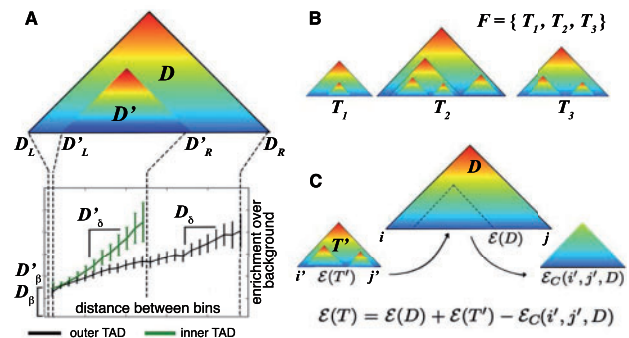 A
D
D'
D_L
D'_L
D'_R
D_R
D'_δ
D_δ
D'_β
D_β
enrichment over
background
distance between bins
outer TAD
inner TAD
B
F = { T_1, T_2, T_3}
T_1
T_2
T_3
C
D
i
ℰ(D)
j
T'
i'
j'
ℰ(T')
ℰ_C(i', j', D)
ℰ(T) = ℰ(D) + ℰ(T') − ℰ_C(i', j', D)